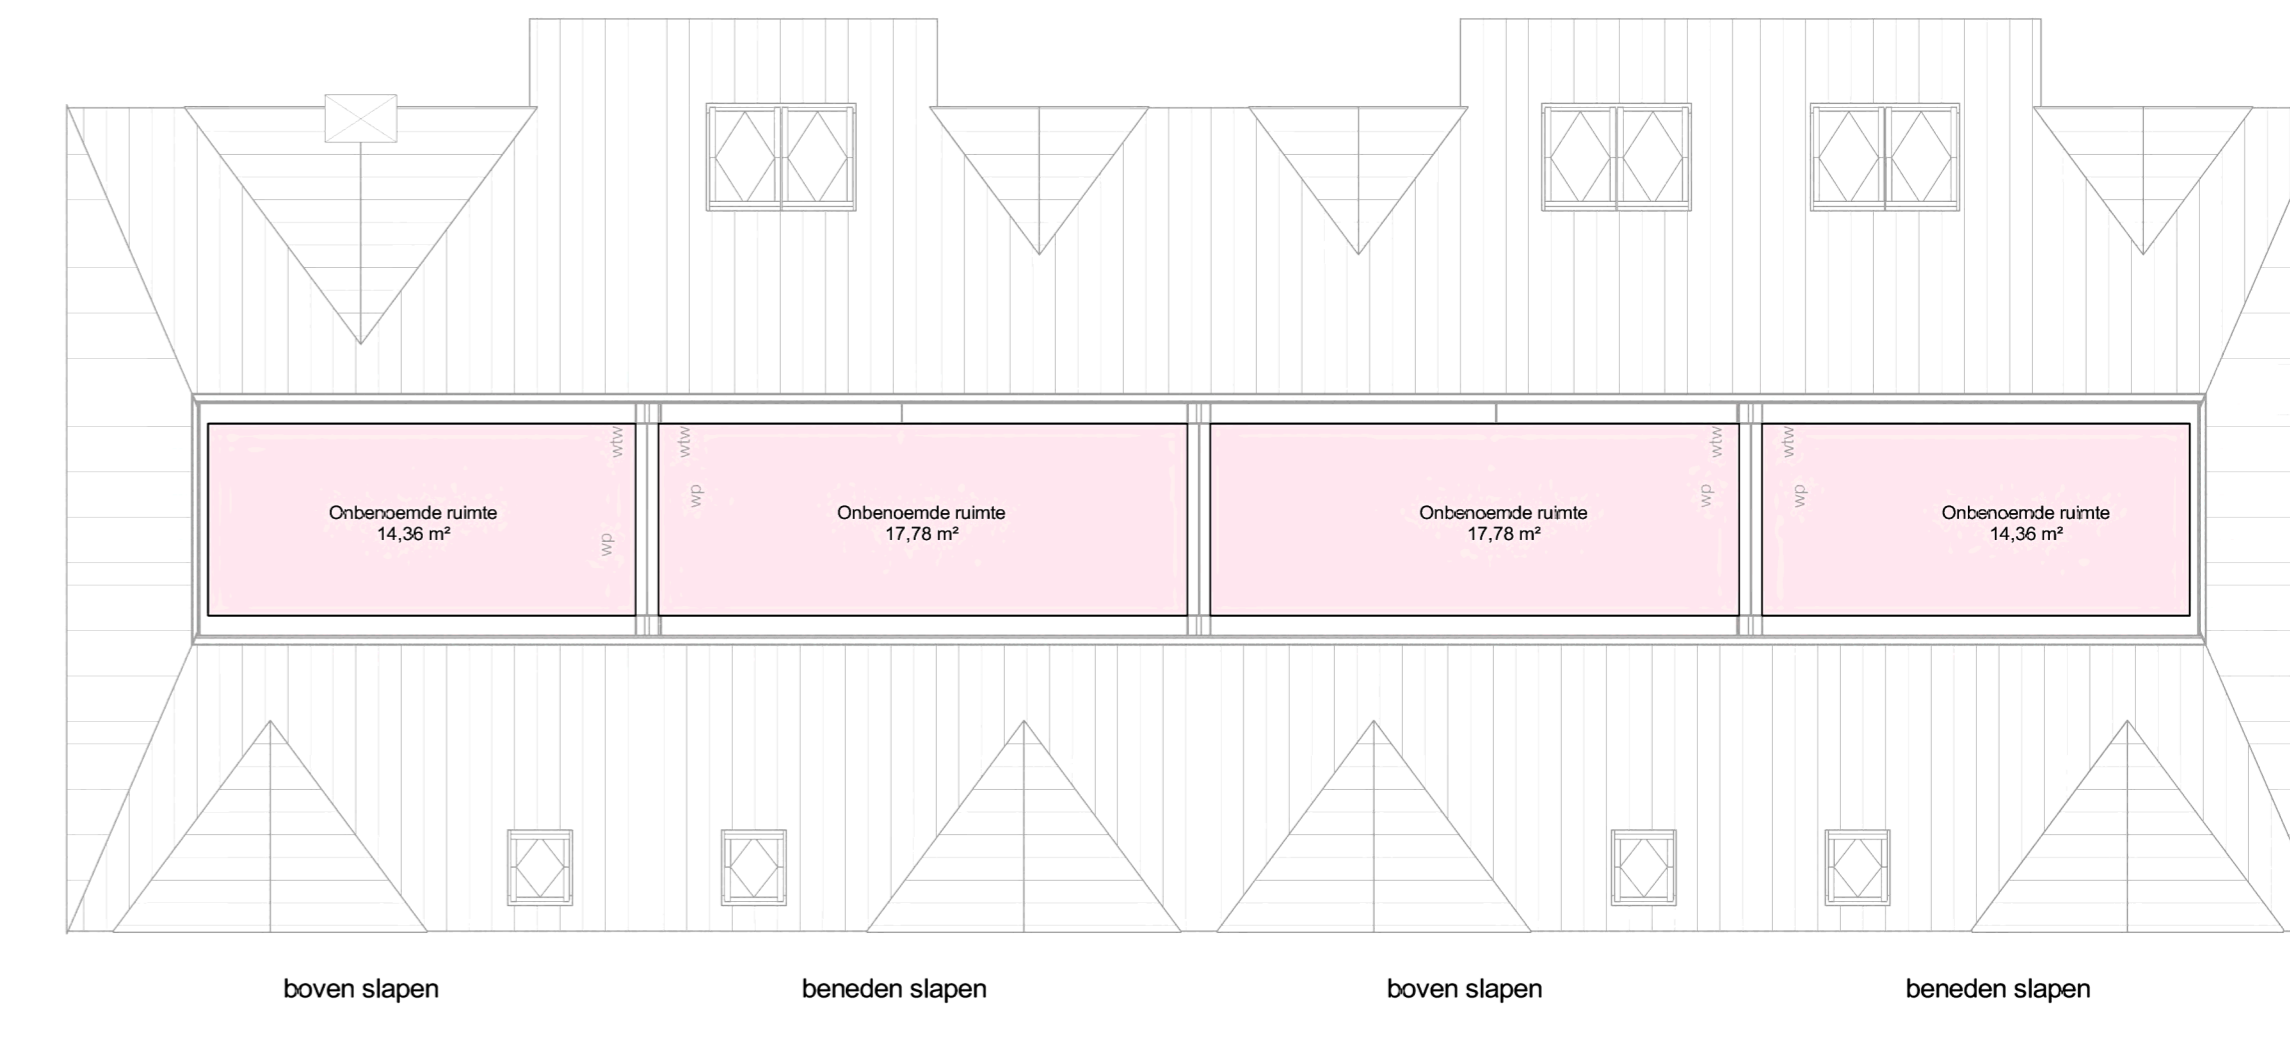 wtw
wtw
wtw
wtw
wp
wp
wp
wp
Onbenoemde ruimte
14,36 m²
Onbenoemde ruimte
17,78 m²
Onbenoemde ruimte
17,78 m²
Onbenoemde ruimte
14,36 m²
boven slapen
beneden slapen
boven slapen
beneden slapen